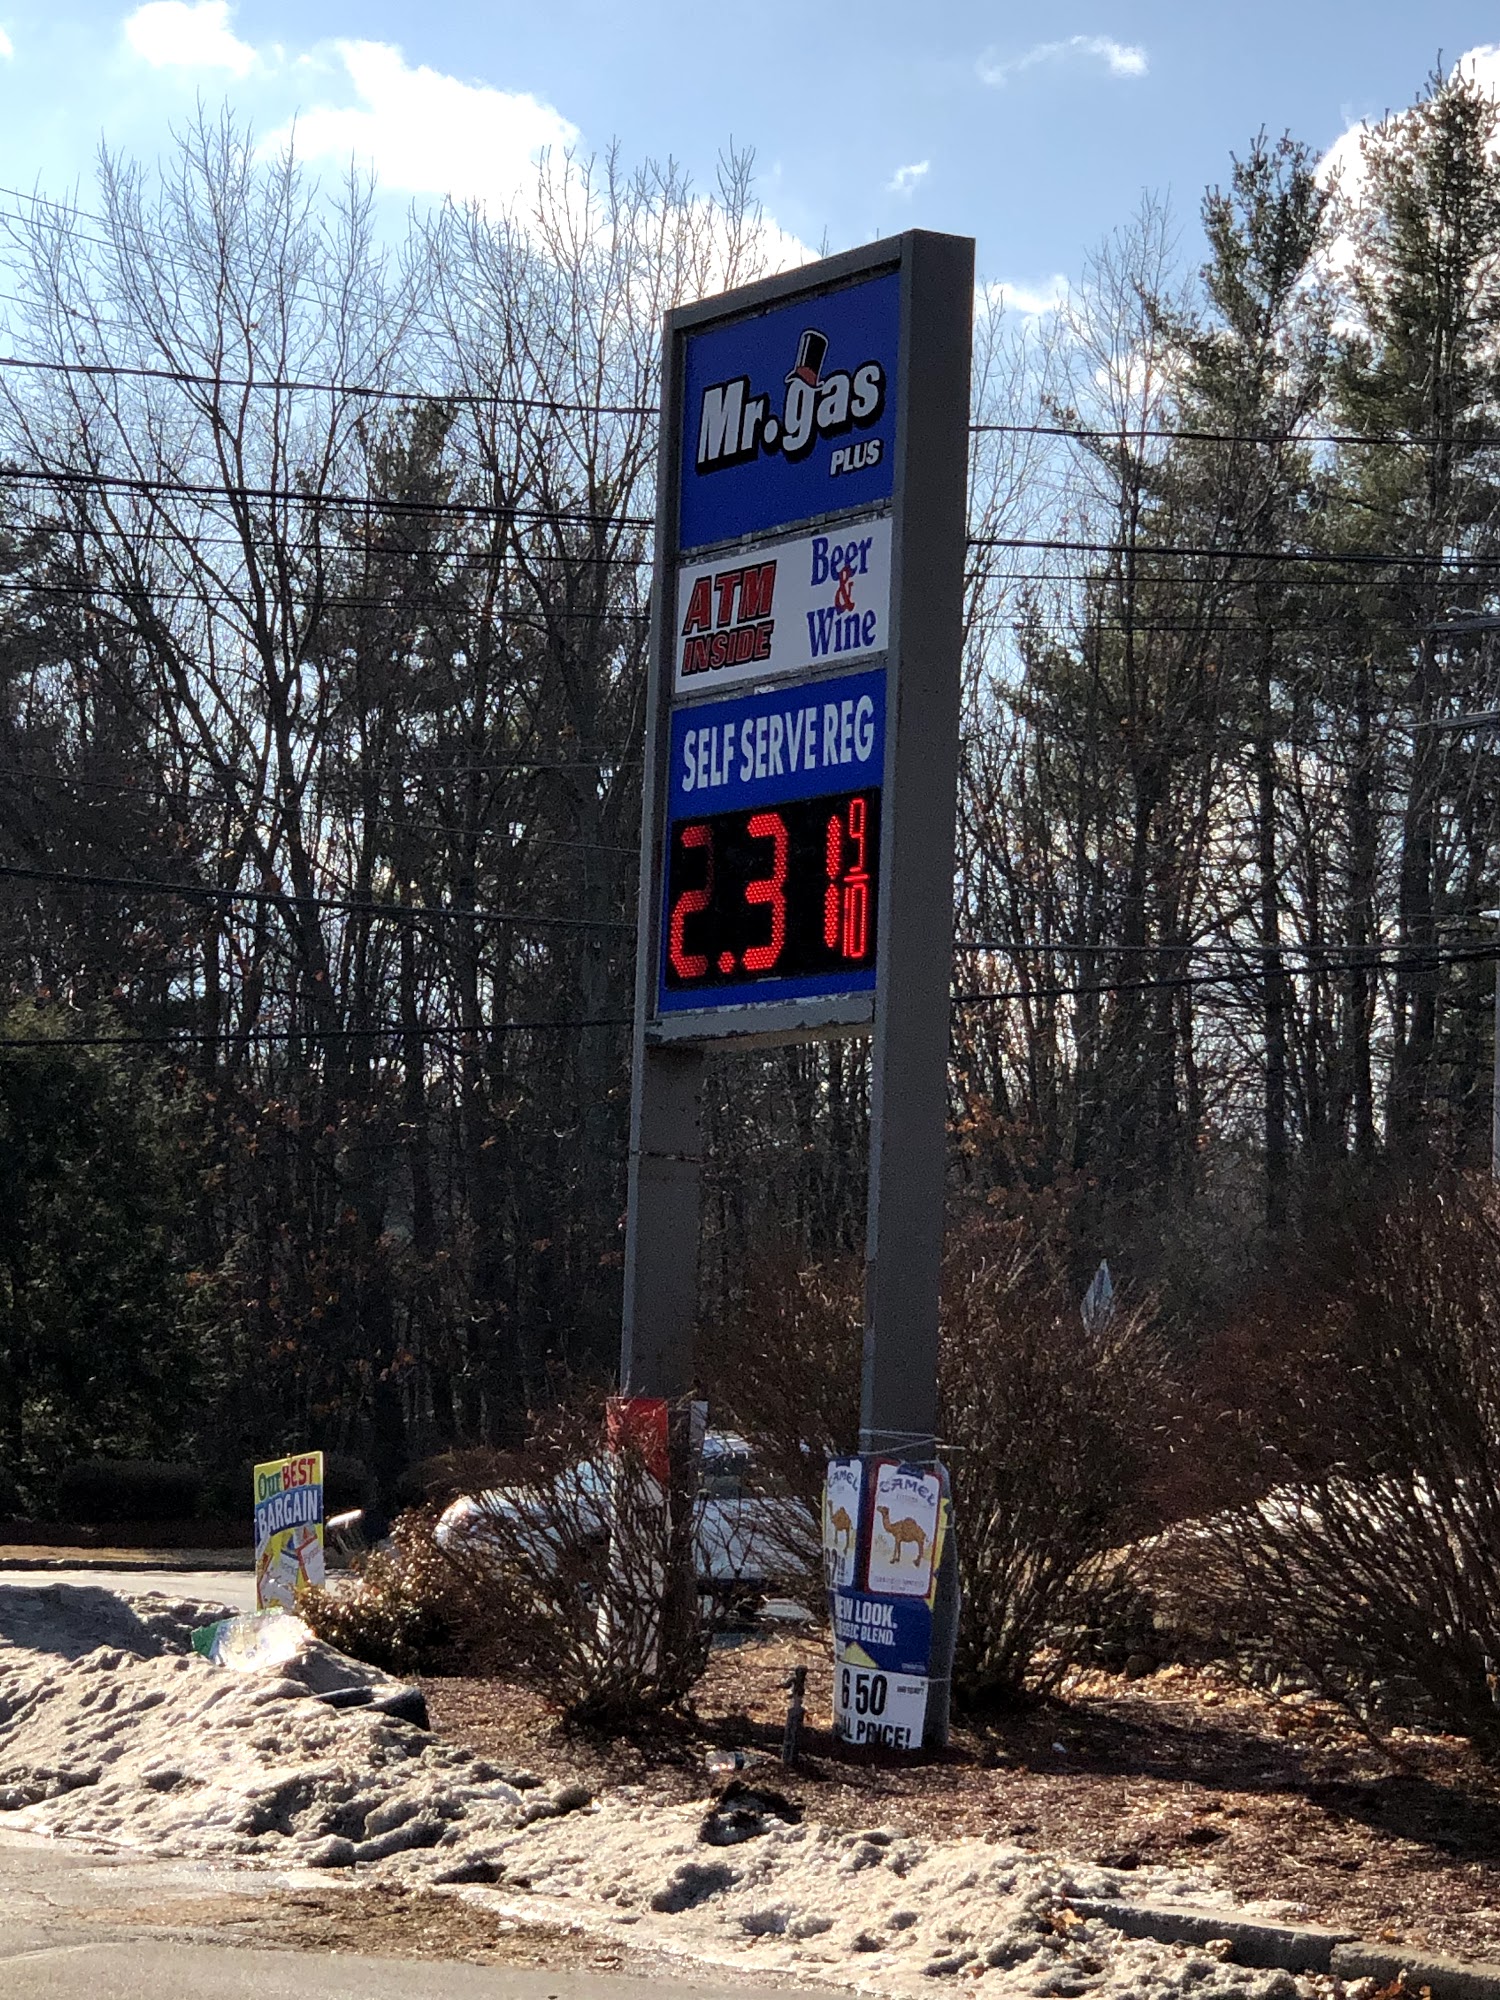 Mr. gas
PLUS
ATM
INSIDE
Beer
&
Wine
SELF SERVE REG
2.31 9/10
Our BEST
BARGAIN
CAMEL
CAMEL
NEW LOOK.
BLEND.
6.50
PRICE!